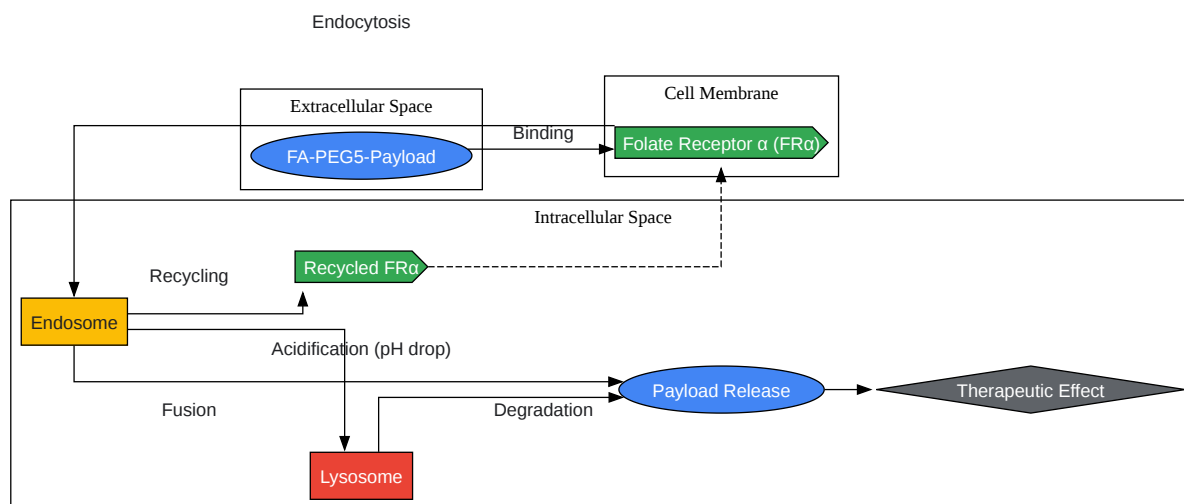 Endocytosis
Cell Membrane
Extracellular Space
Binding
Folate Receptor α (FRα)
FA-PEG5-Payload
Intracellular Space
Recycled FRα
Recycling
Endosome
Acidification (pH drop)
Payload Release
Therapeutic Effect
Fusion
Degradation
Lysosome